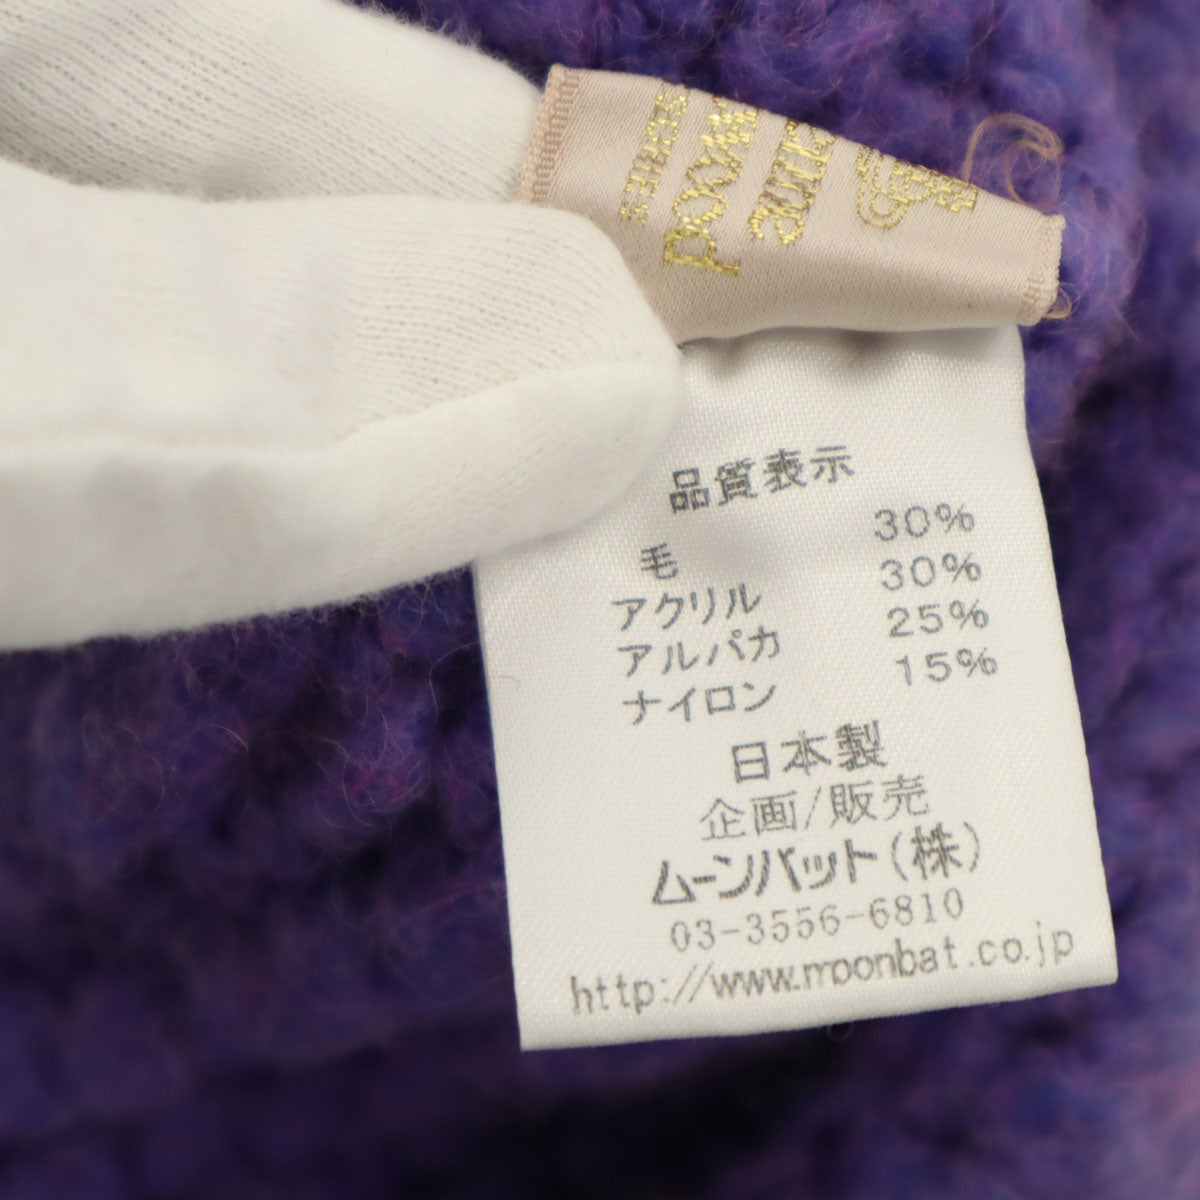 品質表示
毛 30%
アクリル 30%
アルパカ 25%
ナイロン 15%
日本製
企画/販売
ムーンバット(株)
03-3556-6810
http://www.moonbat.co.jp